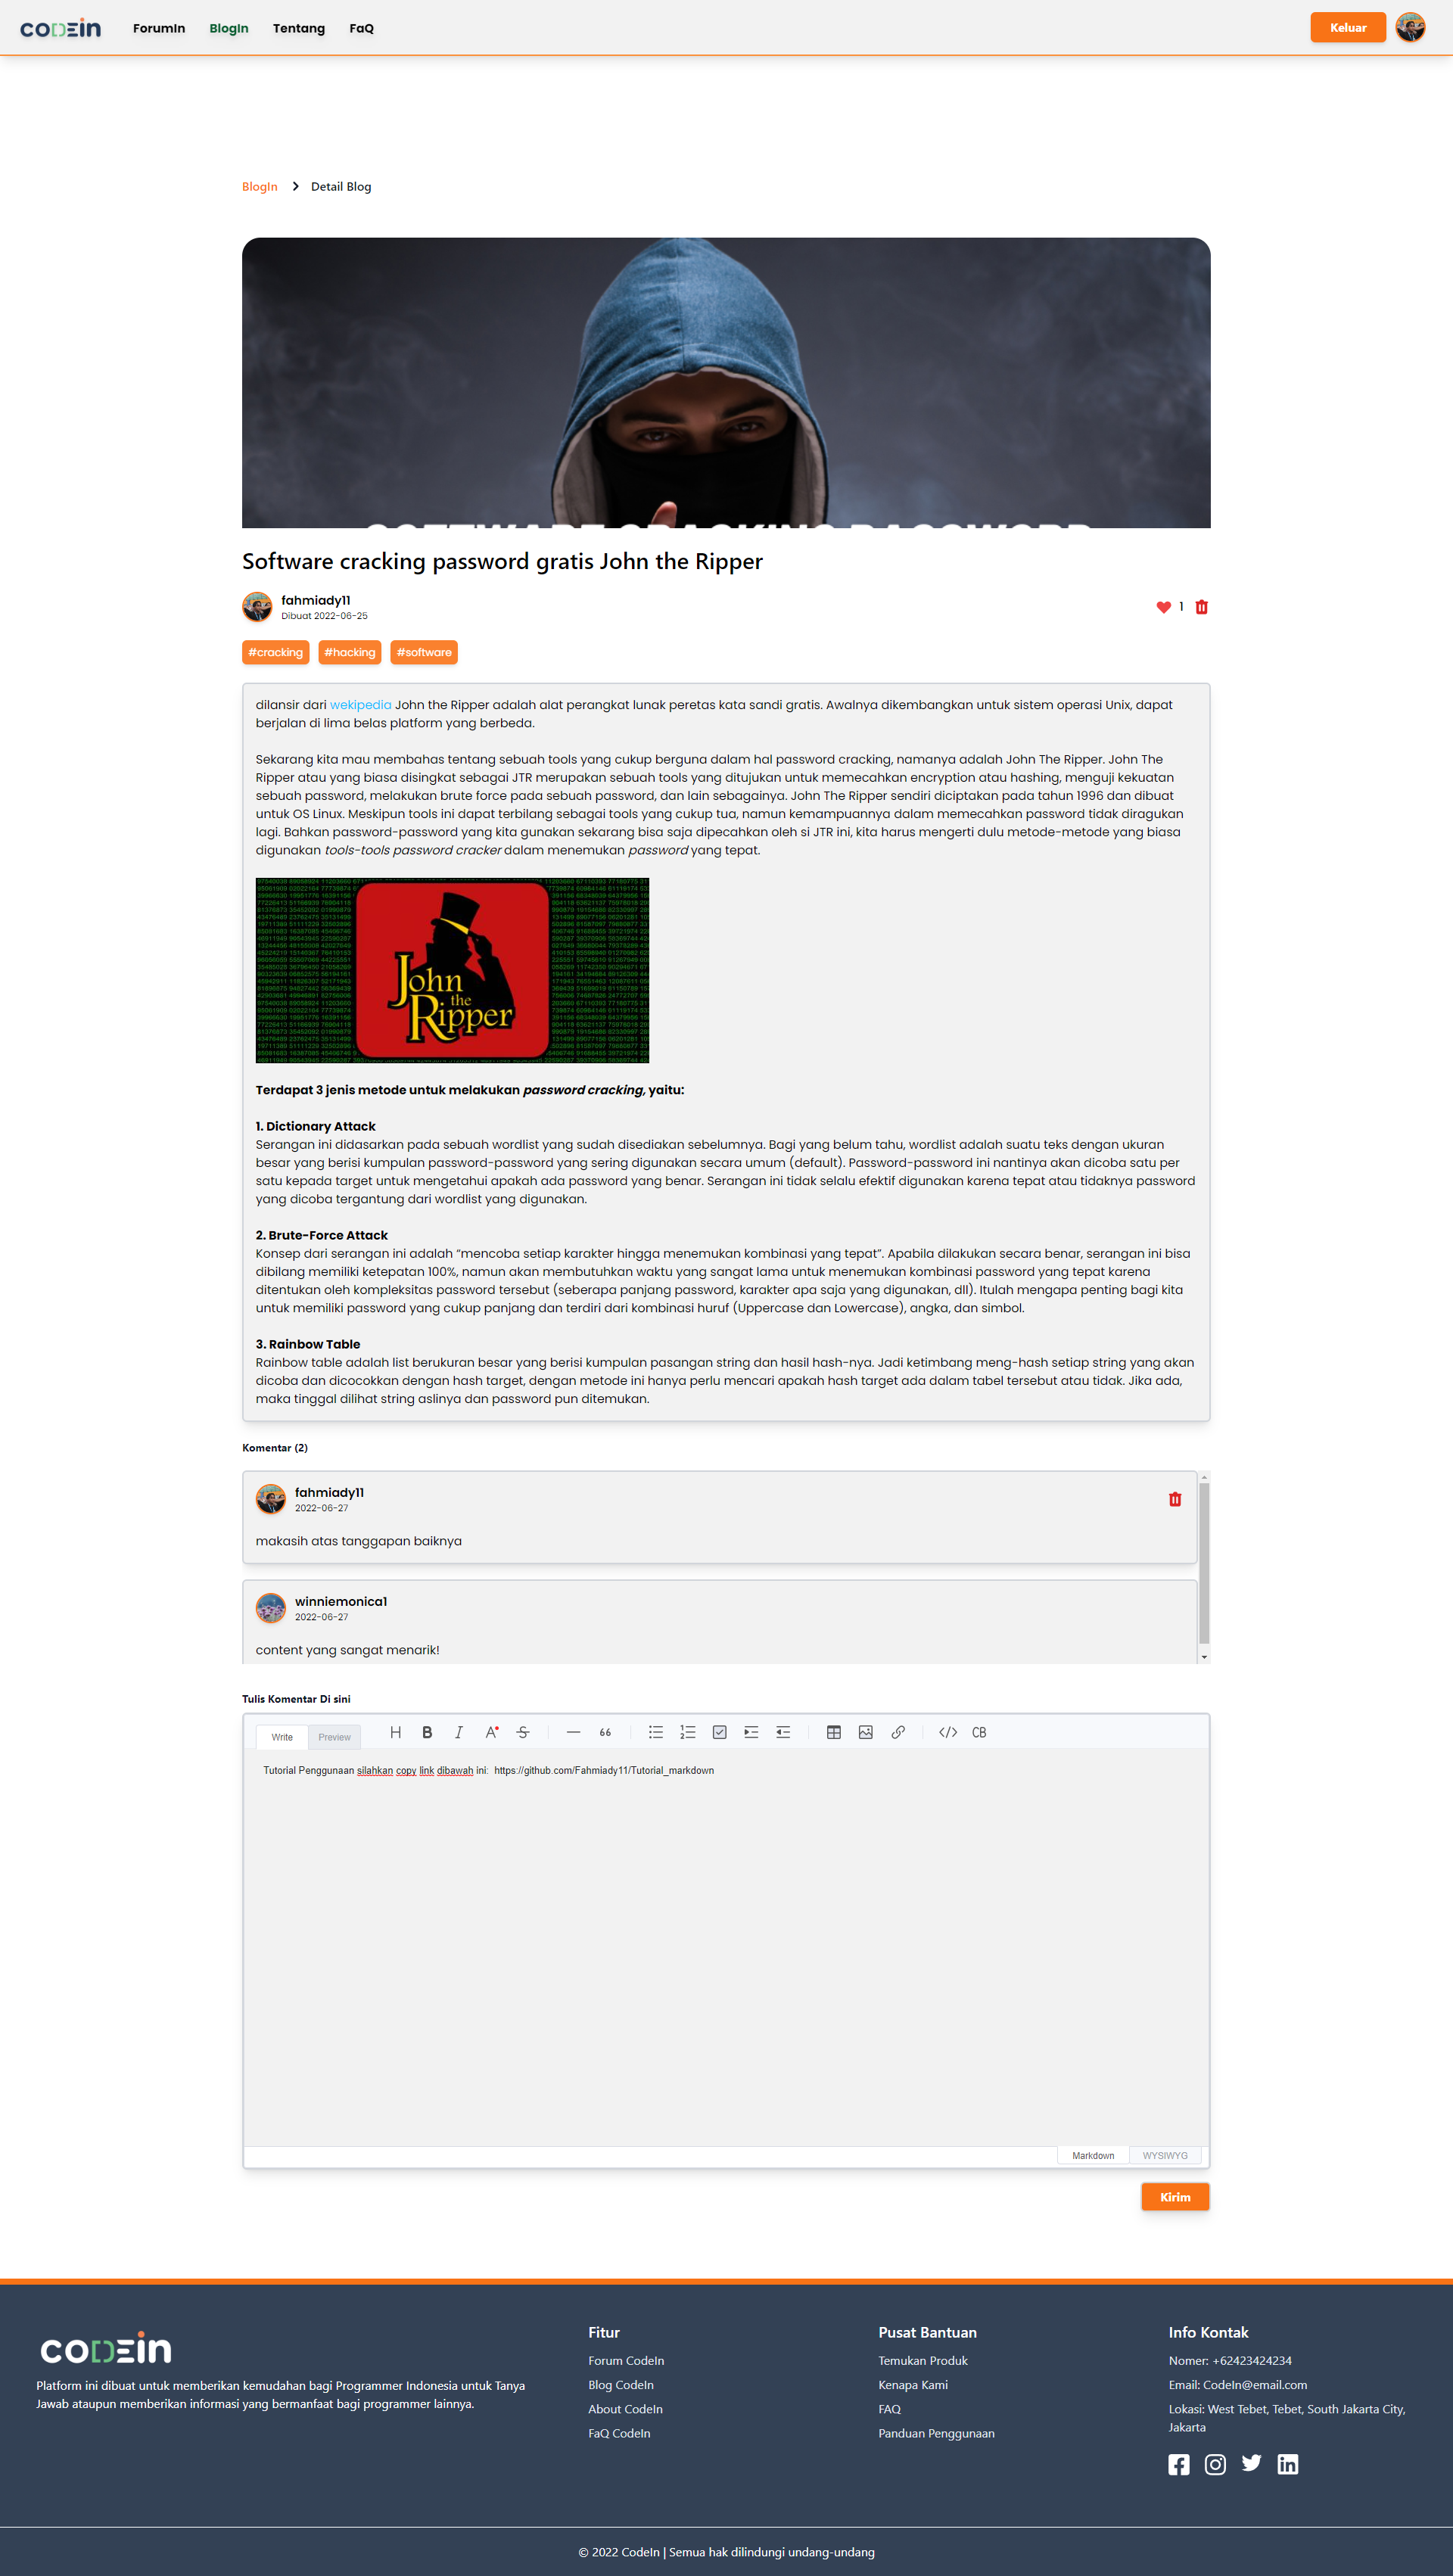 CODEIn
ForumIn
BlogIn
Tentang
FaQ
Keluar
BlogIn
Detail Blog
Software cracking password gratis John the Ripper
fahmiady11
Dibuat 2022-06-25
1
#cracking
#hacking
#software
dilansir dari wekipedia John the Ripper adalah alat perangkat lunak peretas kata sandi gratis. Awalnya dikembangkan untuk sistem operasi Unix, dapat
berjalan di lima belas platform yang berbeda.
Sekarang kita mau membahas tentang sebuah tools yang cukup berguna dalam hal password cracking, namanya adalah John The Ripper. John The
Ripper atau yang biasa disingkat sebagai JTR merupakan sebuah tools yang ditujukan untuk memecahkan encryption atau hashing, menguji kekuatan
sebuah password, melakukan brute force pada sebuah password, dan lain sebagainya. John The Ripper sendiri diciptakan pada tahun 1996 dan dibuat
untuk OS Linux. Meskipun tools ini dapat terbilang sebagai tools yang cukup tua, namun kemampuannya dalam memecahkan password tidak diragukan
lagi. Bahkan password-password yang kita gunakan sekarang bisa saja dipecahkan oleh si JTR ini, kita harus mengerti dulu metode-metode yang biasa
digunakan tools-tools password cracker dalam menemukan password yang tepat.
John
the
Ripper
Terdapat 3 jenis metode untuk melakukan password cracking, yaitu:
1. Dictionary Attack
Serangan ini didasarkan pada sebuah wordlist yang sudah disediakan sebelumnya. Bagi yang belum tahu, wordlist adalah suatu teks dengan ukuran
besar yang berisi kumpulan password-password yang sering digunakan secara umum (default). Password-password ini nantinya akan dicoba satu per
satu kepada target untuk mengetahui apakah ada password yang benar. Serangan ini tidak selalu efektif digunakan karena tepat atau tidaknya password
yang dicoba tergantung dari wordlist yang digunakan.
2. Brute-Force Attack
Konsep dari serangan ini adalah “mencoba setiap karakter hingga menemukan kombinasi yang tepat”. Apabila dilakukan secara benar, serangan ini bisa
dibilang memiliki ketepatan 100%, namun akan membutuhkan waktu yang sangat lama untuk menemukan kombinasi password yang tepat karena
ditentukan oleh kompleksitas password tersebut (seberapa panjang password, karakter apa saja yang digunakan, dll). Itulah mengapa penting bagi kita
untuk memiliki password yang cukup panjang dan terdiri dari kombinasi huruf (Uppercase dan Lowercase), angka, dan simbol.
3. Rainbow Table
Rainbow table adalah list berukuran besar yang berisi kumpulan pasangan string dan hasil hash-nya. Jadi ketimbang meng-hash setiap string yang akan
dicoba dan dicocokkan dengan hash target, dengan metode ini hanya perlu mencari apakah hash target ada dalam tabel tersebut atau tidak. Jika ada,
maka tinggal dilihat string aslinya dan password pun ditemukan.
Komentar (2)
fahmiady11
2022-06-27
makasih atas tanggapan baiknya
winniemonica1
2022-06-27
content yang sangat menarik!
Tulis Komentar Di sini
Write
Preview
H B I A S 66 CB
Tutorial Penggunaan silahkan copy link dibawah ini: https://github.com/Fahmiady11/Tutorial_markdown
Markdown
WYSIWYG
Kirim
CODEIn
Platform ini dibuat untuk memberikan kemudahan bagi Programmer Indonesia untuk Tanya
Jawab ataupun memberikan informasi yang bermanfaat bagi programmer lainnya.
Fitur
Forum CodeIn
Blog CodeIn
About CodeIn
FaQ CodeIn
Pusat Bantuan
Temukan Produk
Kenapa Kami
FAQ
Panduan Penggunaan
Info Kontak
Nomer: +62423424234
Email: CodeIn@email.com
Lokasi: West Tebet, Tebet, South Jakarta City,
Jakarta
© 2022 CodeIn | Semua hak dilindungi undang-undang